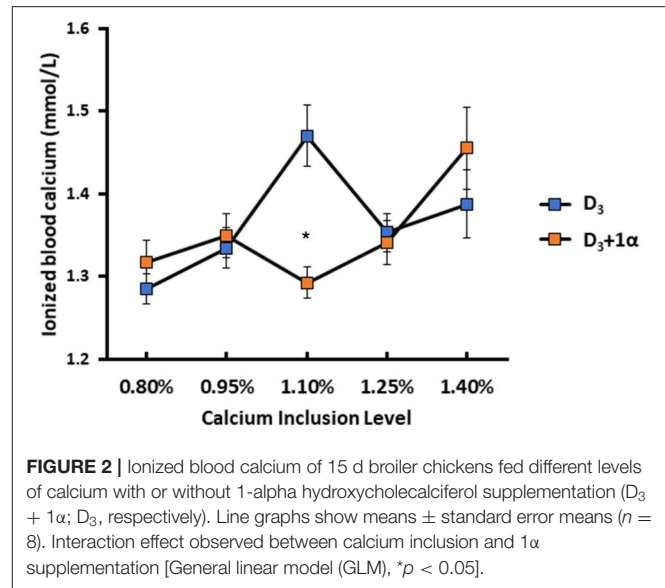 1.6
1.5
1.4
1.3
1.2
Ionized blood calcium (mmol/L)
*
0.80% 0.95% 1.10% 1.25% 1.40%
Calcium Inclusion Level
D₃
D₃+1α
FIGURE 2 | Ionized blood calcium of 15 d broiler chickens fed different levels
of calcium with or without 1-alpha hydroxycholecalciferol supplementation (D₃
+ 1α; D₃, respectively). Line graphs show means ± standard error means (n =
8). Interaction effect observed between calcium inclusion and 1α
supplementation [General linear model (GLM), *p < 0.05].